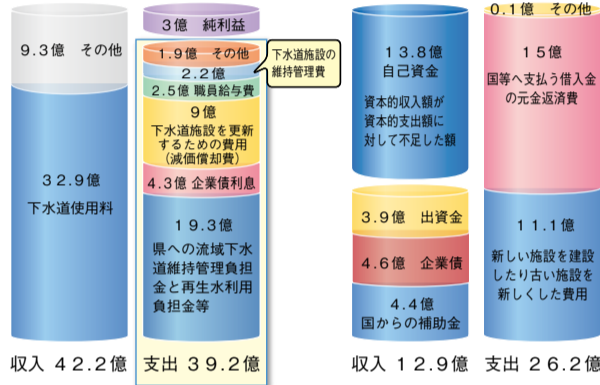 9.3億 その他
32.9億
下水道使用料
収入 42.2億
3億 純利益
1.9億 その他
2.2億
下水道施設の
維持管理費
2.5億 職員給与費
9億
下水道施設を更新
するための費用
(減価償却費)
4.3億 企業債利息
19.3億
県への流域下水
道維持管理負担
金と再生水利用
負担金等
支出 39.2億
13.8億
自己資金
資本的収入額が
資本的支出額に
対して不足した額
3.9億 出資金
4.6億 企業債
4.4億
国からの補助金
収入 12.9億
0.1億 その他
15億
国等へ支払う借入金
の元金返済費
11.1億
新しい施設を建設
したり古い施設を
新しくした費用
支出 26.2億